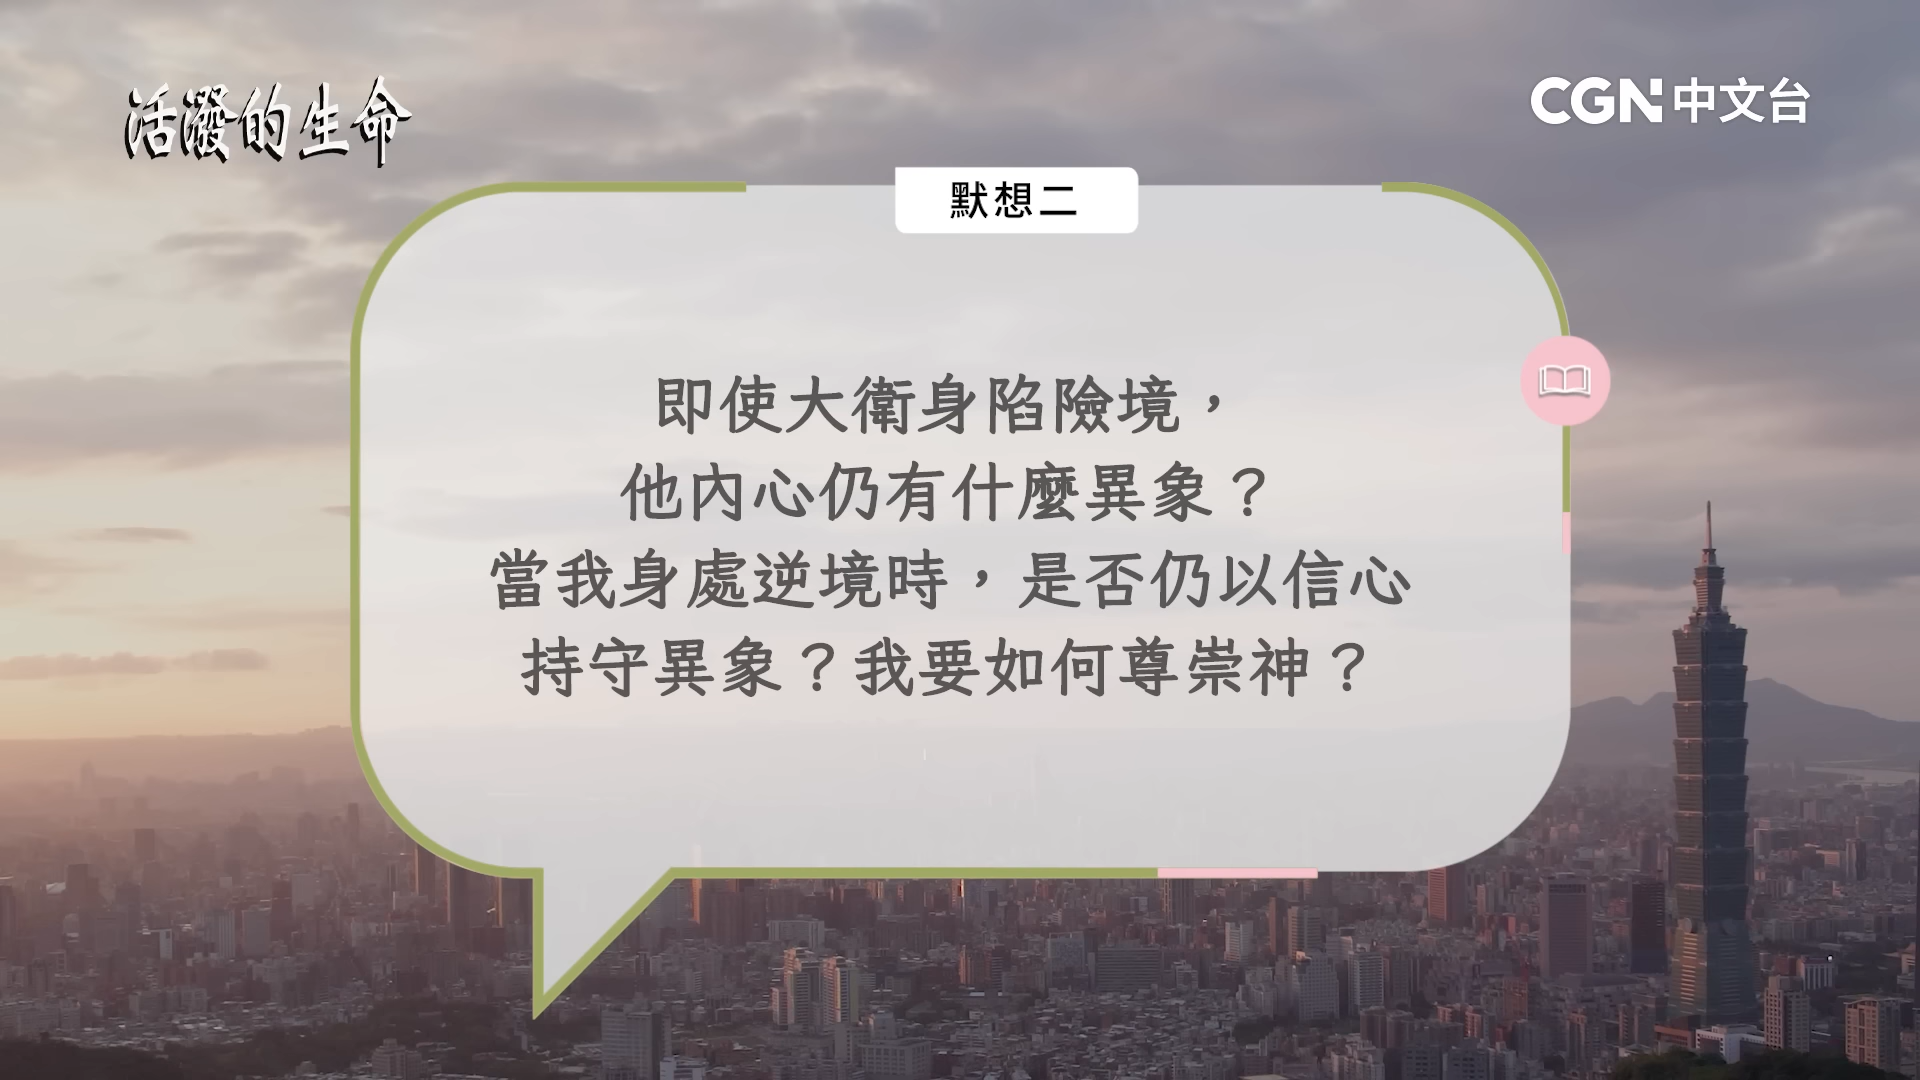 活潑的生命
CGN中文台
默想二
即使大衛身陷險境，
他內心仍有什麼異象？
當我身處逆境時，是否仍以信心
持守異象？我要如何尊崇神？